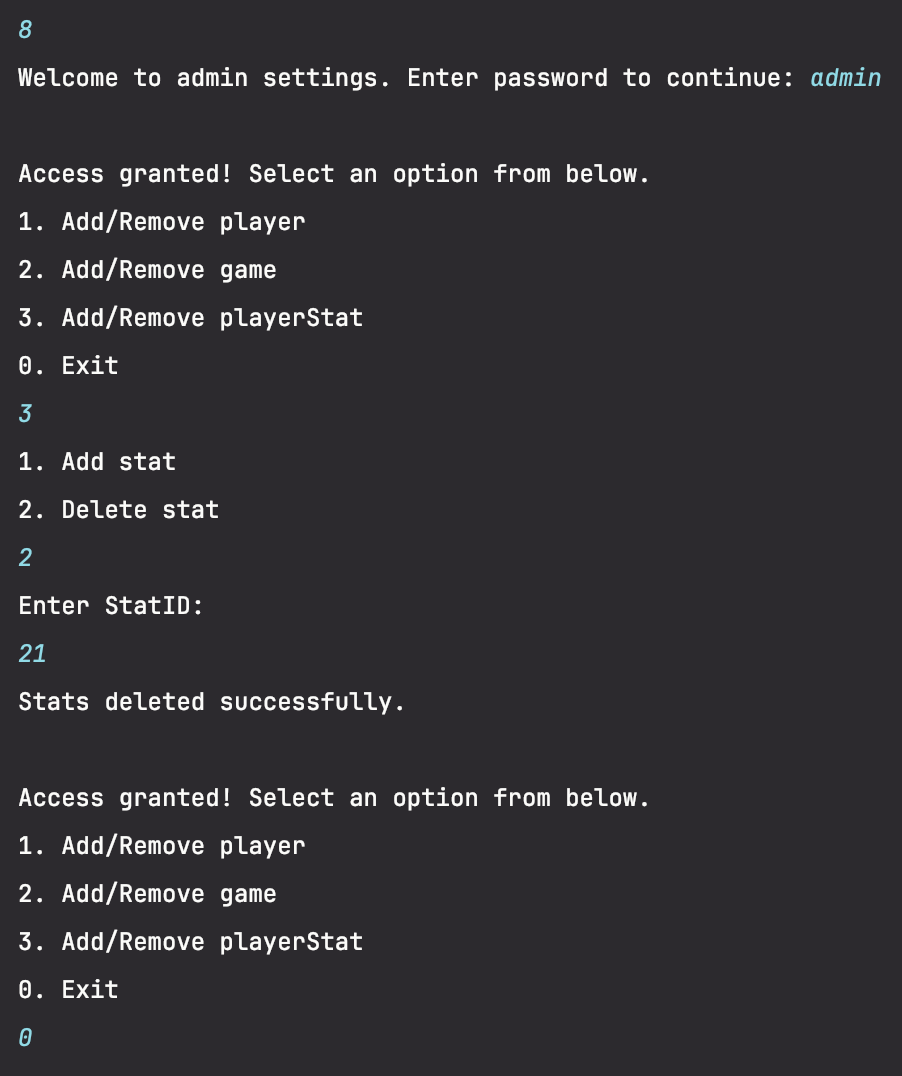 8
Welcome to admin settings. Enter password to continue: admin
Access granted! Select an option from below.
1. Add/Remove player
2. Add/Remove game
3. Add/Remove playerStat
0. Exit
3
1. Add stat
2. Delete stat
2
Enter StatID:
21
Stats deleted successfully.
Access granted! Select an option from below.
1. Add/Remove player
2. Add/Remove game
3. Add/Remove playerStat
0. Exit
0